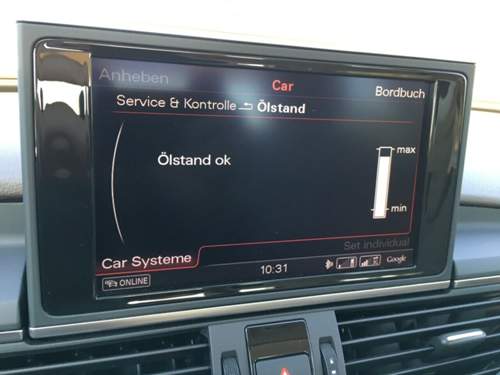 Anheben
Car
Bordbuch
Service & Kontrolle Ölstand
Ölstand ok
max
min
Set individual
Car Systeme
10:31
Google
ONLINE